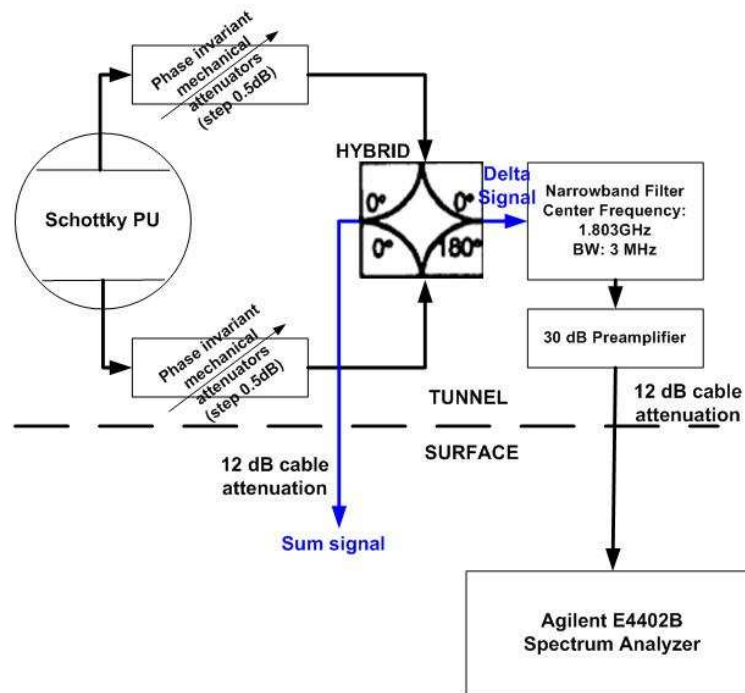 Phase invariant
mechanical
attenuators
(step 0.5dB)
HYBRID
Delta
Signal
0°
0°
0°
180°
Schottky PU
Narrowband Filter
Center Frequency:
1.803GHz
BW: 3 MHz
30 dB Preamplifier
Phase invariant
mechanical
attenuators
(step 0.5dB)
TUNNEL
12 dB cable
attenuation
SURFACE
12 dB cable
attenuation
Sum signal
Agilent E4402B
Spectrum Analyzer